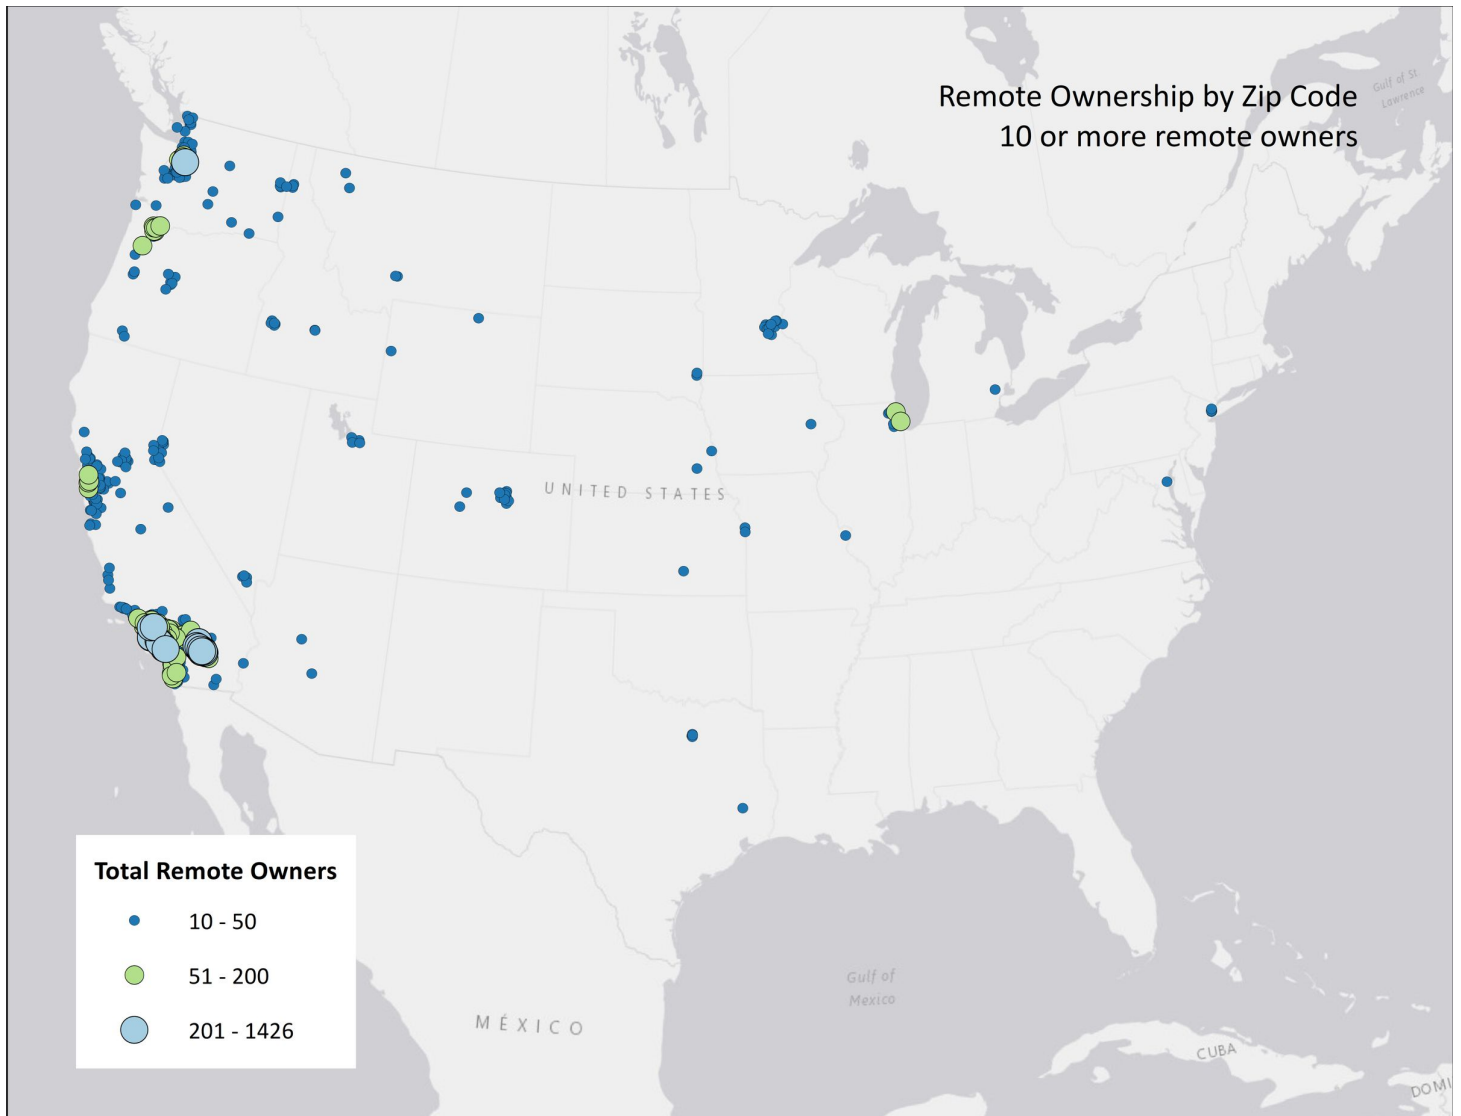 Remote Ownership by Zip Code
10 or more remote owners
Gulf of St.
Lawrence
UNITED STATES
Total Remote Owners
10 - 50
51 - 200
201 - 1426
Gulf of
Mexico
MÉXICO
CUBA
DOMI